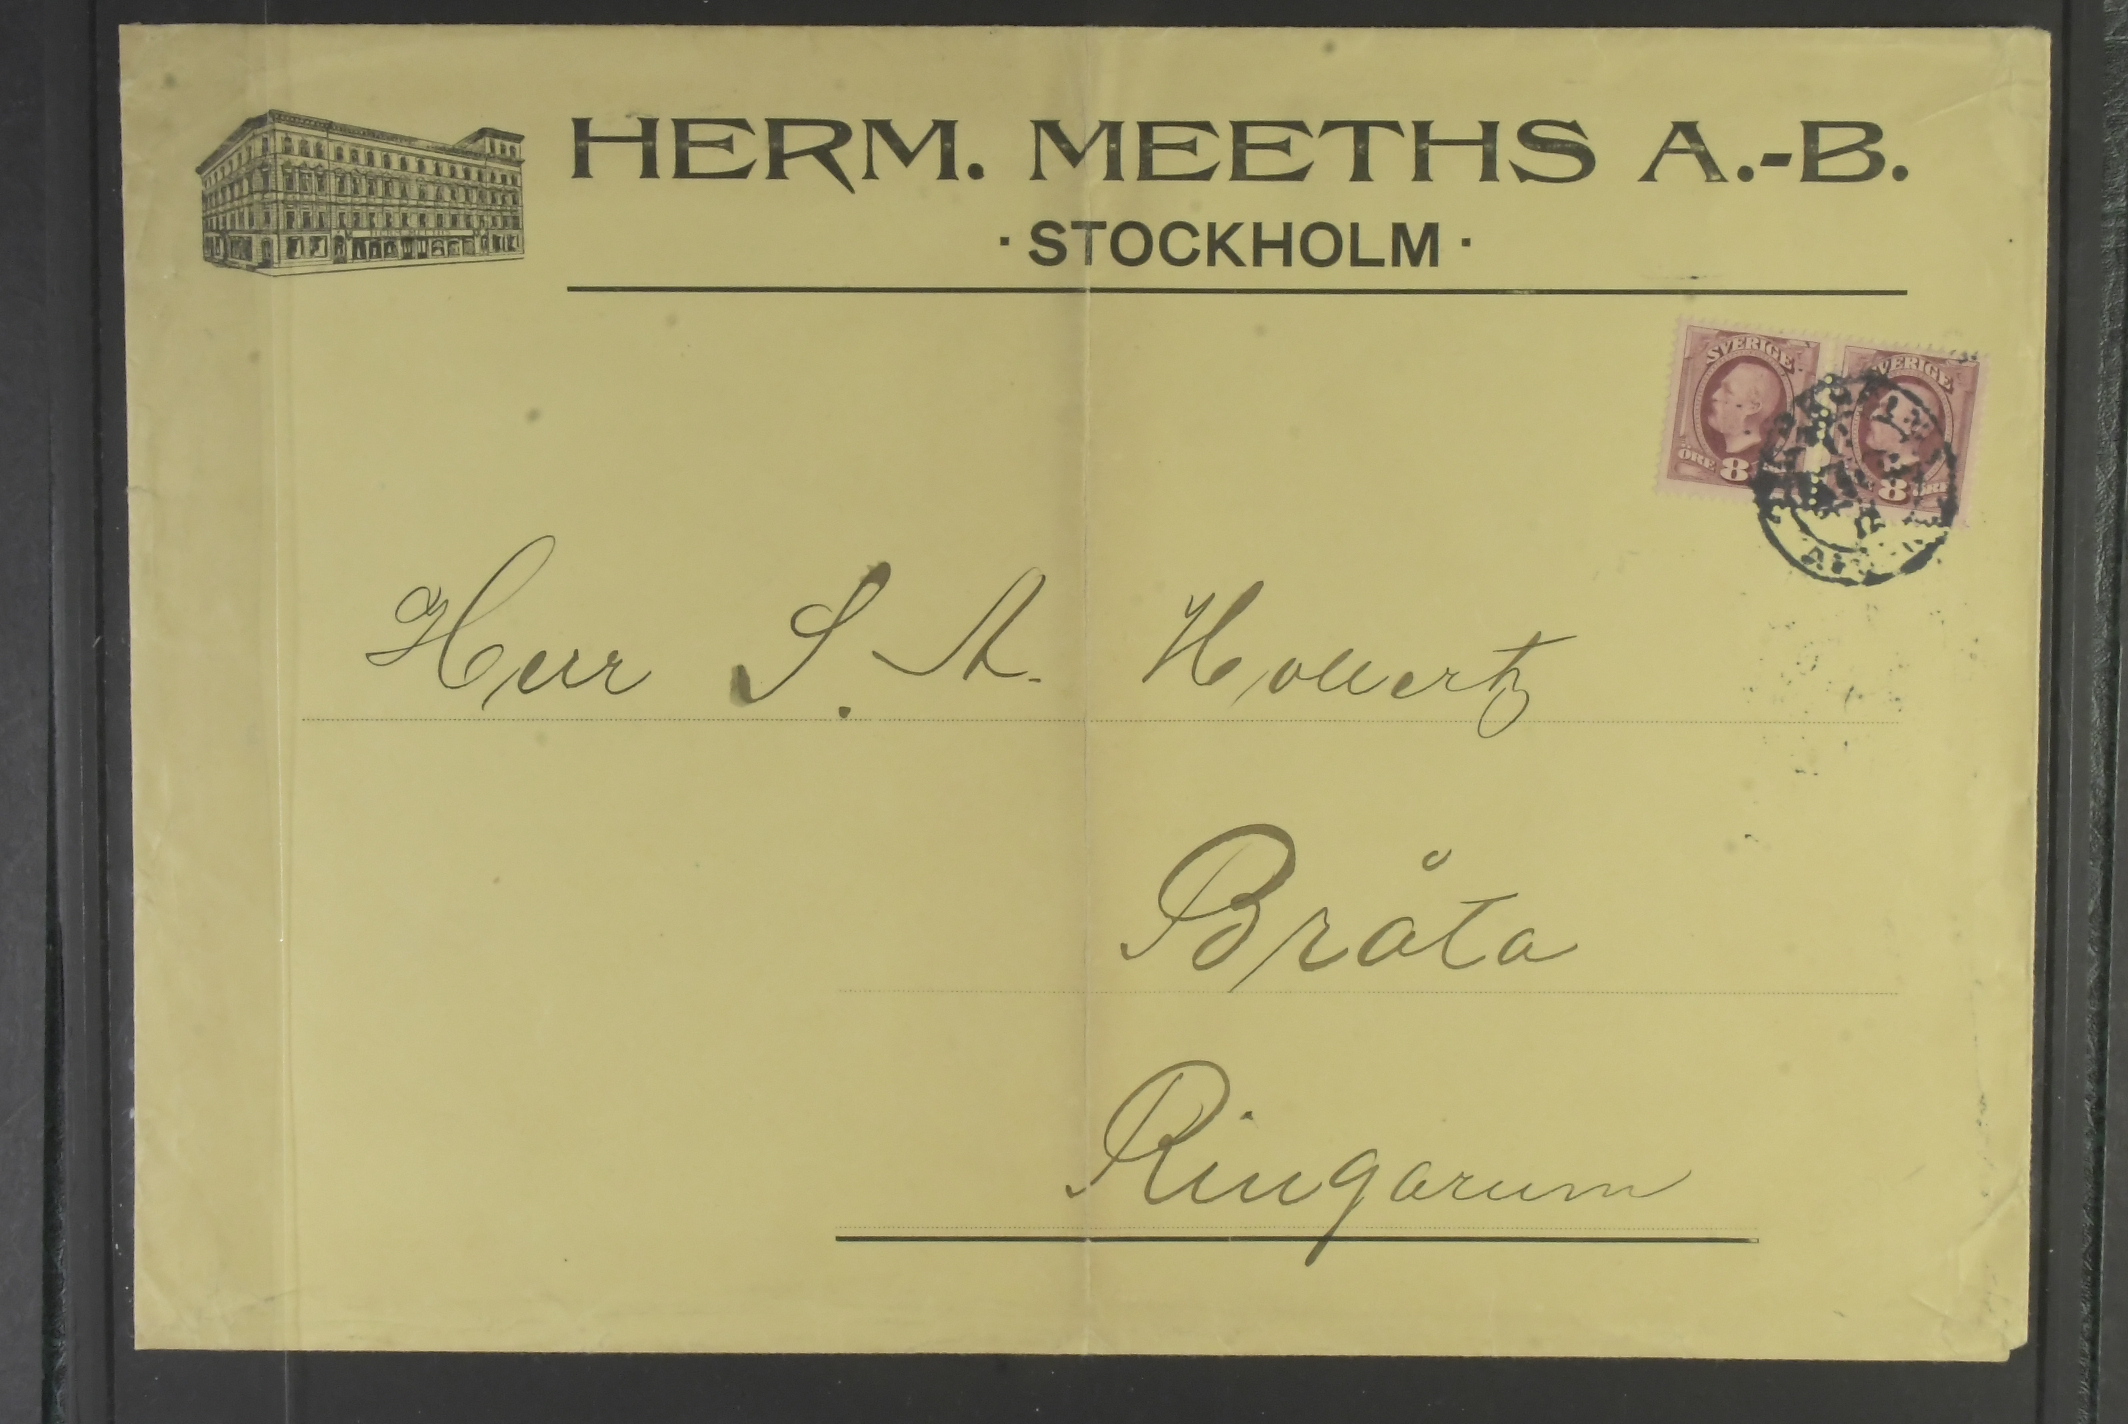 HERM. MEETHS A.-B.
· STOCKHOLM ·
SVERIGE
ÖRE 8
SVERIGE
8 ÖRE
Herr S. A. Hollertz
Bråta
Ringarum